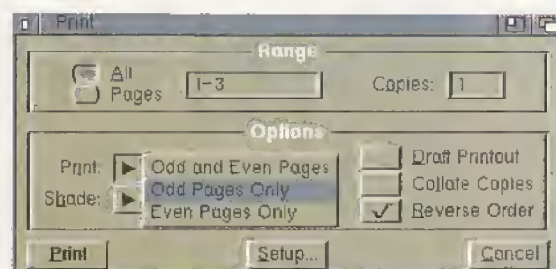 Print
Range
All
Pages
1-3
Copies: 1
Options
Print: Odd and Even Pages
Odd Pages Only
Shade:
Even Pages Only
Draft Printout
Collate Copies
Reverse Order
Print Setup... Cancel